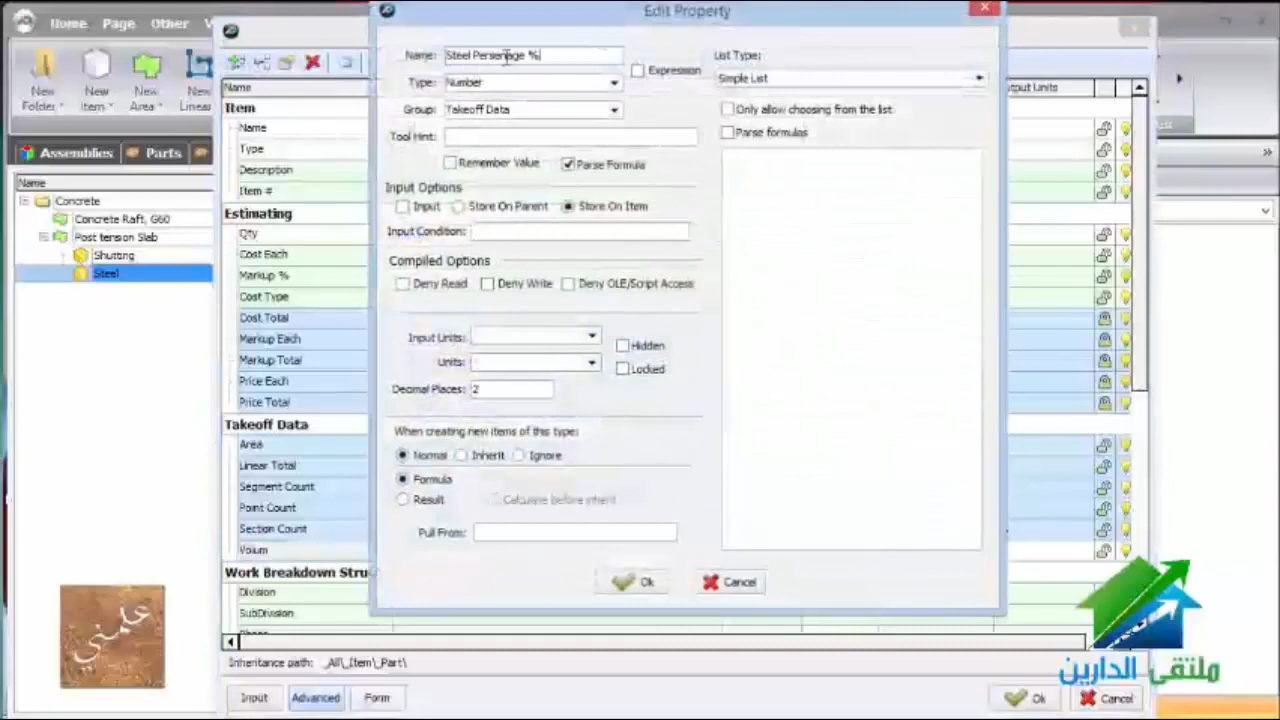 Home Page Other
Edit Property
New Folder
New Item
New Area
New Linear
Assemblies Parts
Name
Concrete
Concrete Raft, G60
Post tension Slab
Shutting
Steel
Name
Item
Name
Type
Description
Item #
Estimating
Qty
Cost Each
Markup %
Cost Type
Cost Total
Markup Each
Markup Total
Price Each
Price Total
Takeoff Data
Area
Linear Total
Segment Count
Point Count
Section Count
Volum
Work Breakdown Stru
Division
SubDivision
Inheritance path: _All\_Item\_Part\
Input Advanced Form
Ok Cancel
Name: Steel Persenage %
Expression
Type: Number
Group: Takeoff Data
Tool Hint:
Remember Value Parse Formula
Input Options
Input Store On Parent Store On Item
Input Condition:
Compiled Options
Deny Read Deny Write Deny OLE/Script Access
Input Units:
Hidden
Units:
Locked
Decimal Places: 2
When creating new items of this type:
Normal Inherit Ignore
Formula
Result Calculate before inherit
Pull From:
List Type:
Simple List
Only allow choosing from the list
Parse formulas
Ok Cancel
put Units
علمني
ملتقى الدارين